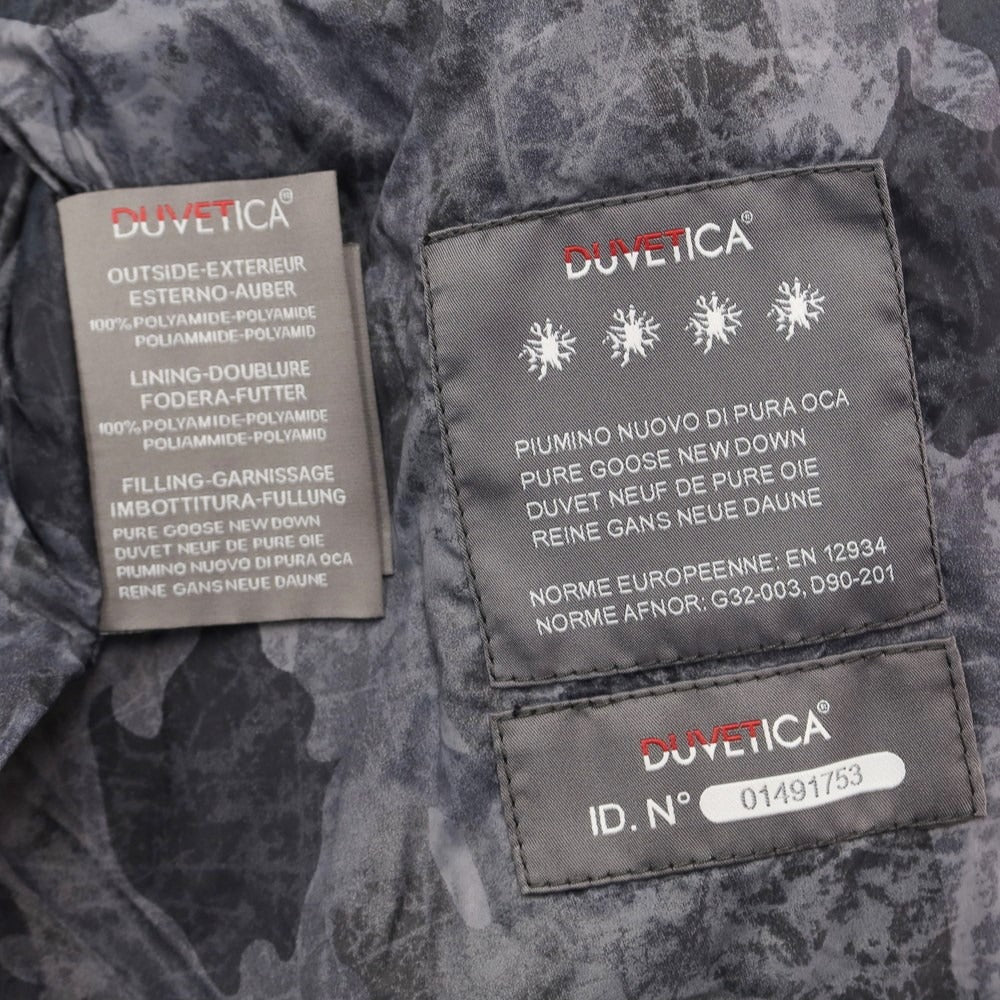 DUVETICA®
OUTSIDE-EXTERIEUR
ESTERNO-AUBER
100% POLYAMIDE-POLYAMIDE
POLIAMMIDE-POLYAMID
LINING-DOUBLURE
FODERA-FUTTER
100% POLYAMIDE-POLYAMIDE
POLIAMMIDE-POLYAMID
FILLING-GARNISSAGE
IMBOTTITURA-FULLUNG
PURE GOOSE NEW DOWN
DUVET NEUF DE PURE OIE
PIUMINO NUOVO DI PURA OCA
REINE GANS NEUE DAUNE
DUVETICA®
PIUMINO NUOVO DI PURA OCA
PURE GOOSE NEW DOWN
DUVET NEUF DE PURE OIE
REINE GANS NEUE DAUNE
NORME EUROPEENNE: EN 12934
NORME AFNOR: G32-003, D90-201
DUVETICA®
ID. N° 01491753